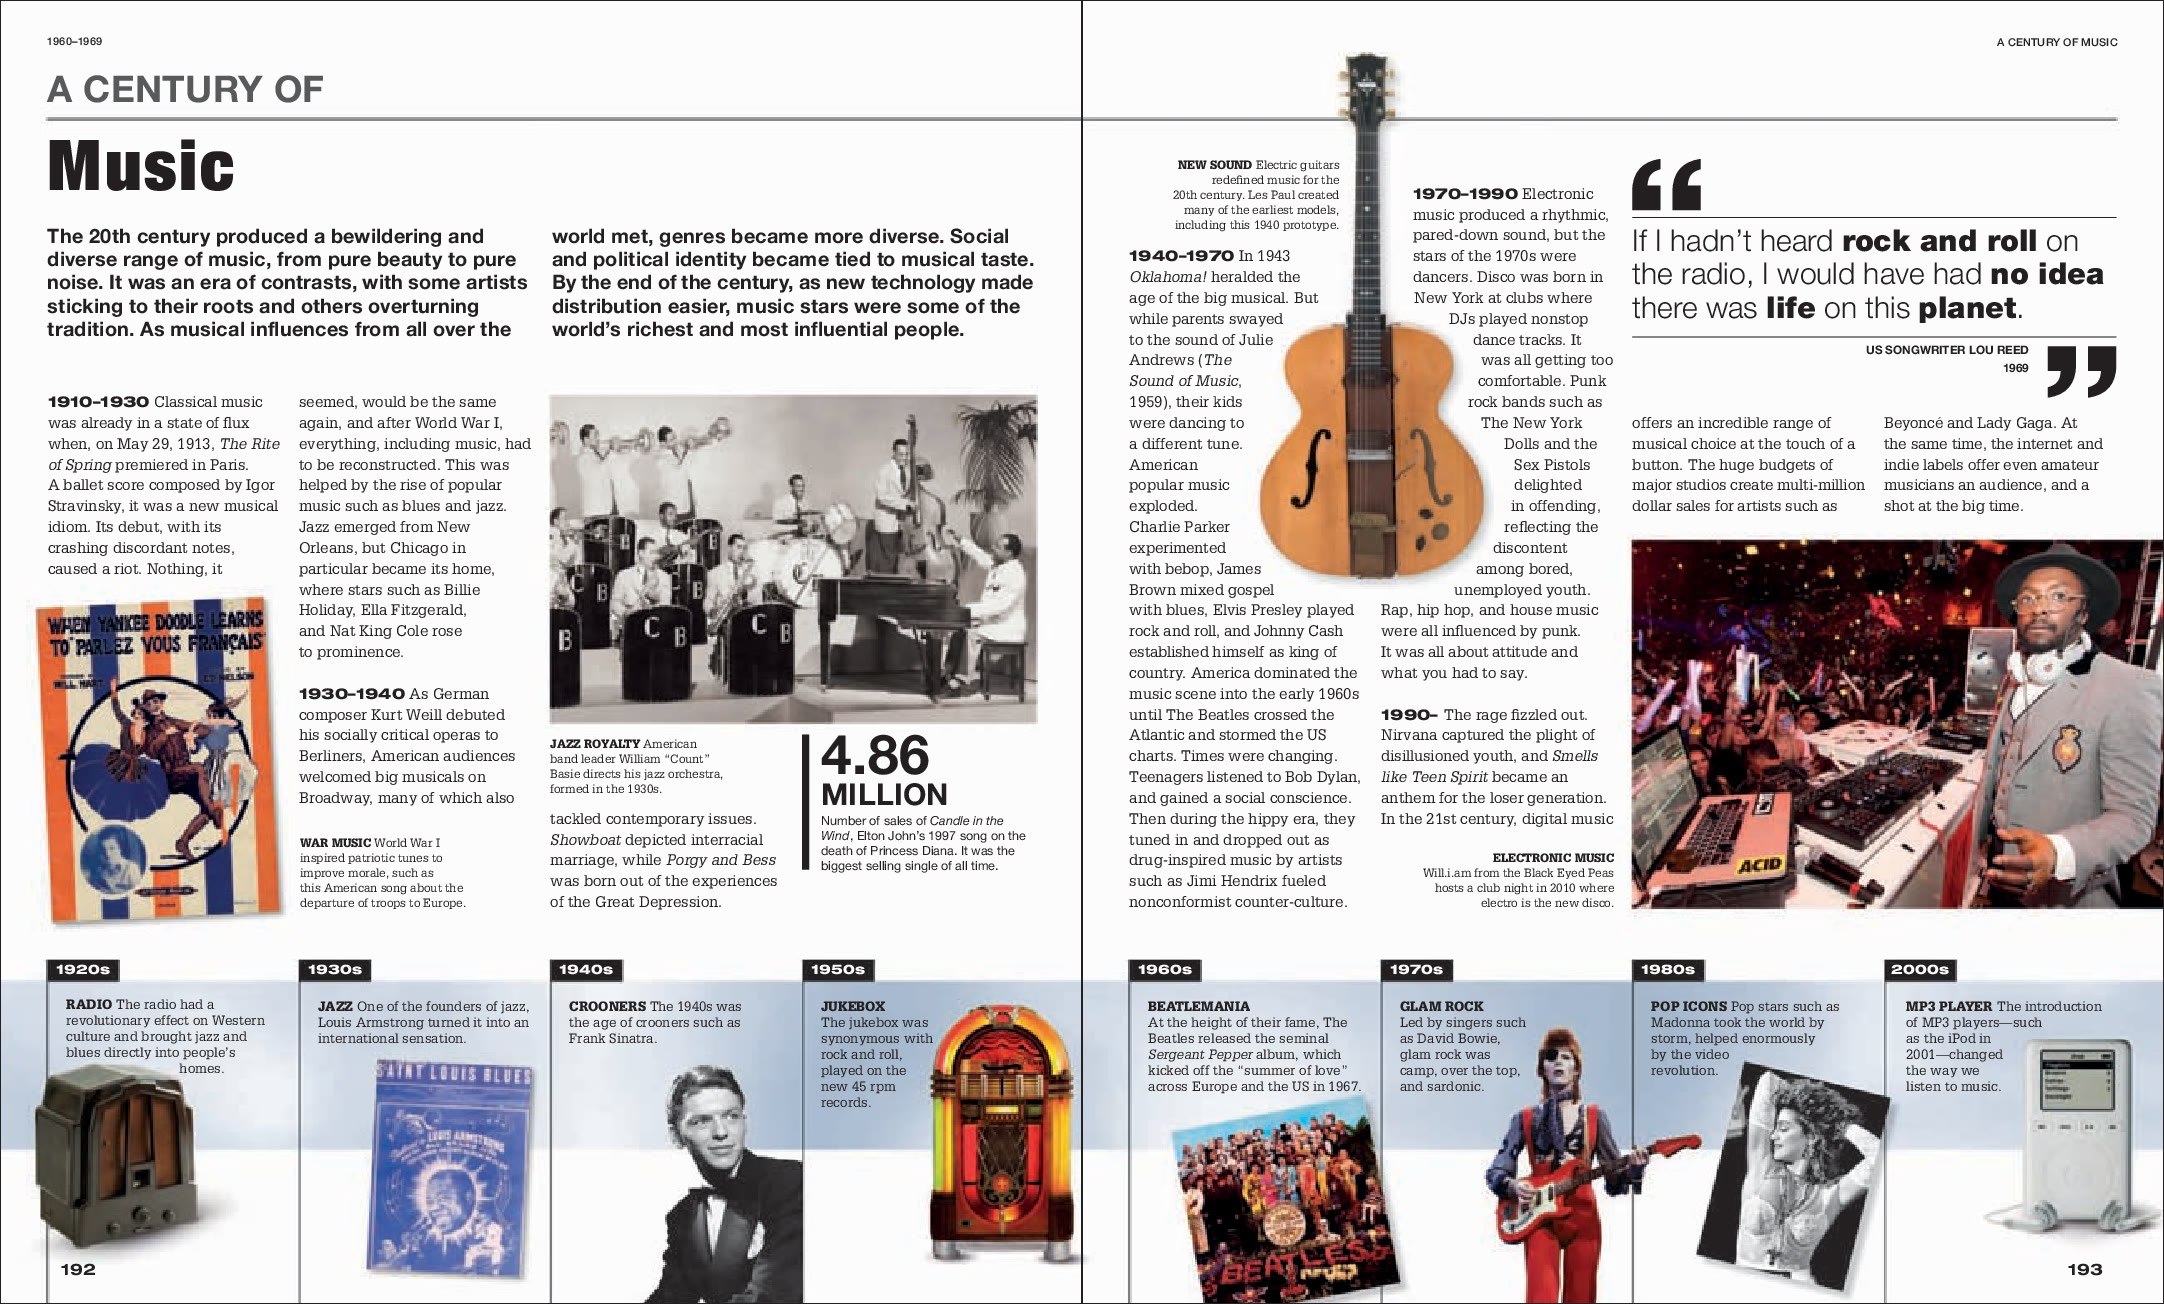 1960–1969
A CENTURY OF
Music
The 20th century produced a bewildering and
diverse range of music, from pure beauty to pure
noise. It was an era of contrasts, with some artists
sticking to their roots and others overturning
tradition. As musical influences from all over the
world met, genres became more diverse. Social
and political identity became tied to musical taste.
By the end of the century, as new technology made
distribution easier, music stars were some of the
world's richest and most influential people.
1910–1930 Classical music
was already in a state of flux
when, on May 29, 1913, The Rite
of Spring premiered in Paris.
A ballet score composed by Igor
Stravinsky, it was a new musical
idiom. Its debut, with its
crashing discordant notes,
caused a riot. Nothing, it
seemed, would be the same
again, and after World War I,
everything, including music, had
to be reconstructed. This was
helped by the rise of popular
music such as blues and jazz.
Jazz emerged from New
Orleans, but Chicago in
particular became its home,
where stars such as Billie
Holiday, Ella Fitzgerald,
and Nat King Cole rose
to prominence.
1930–1940 As German
composer Kurt Weill debuted
his socially critical operas to
Berliners, American audiences
welcomed big musicals on
Broadway, many of which also
WHEN YANKEE DOODLE LEARNS
TO "PARLEZ VOUS FRANÇAIS"
WILL HART
ED NELSON
WAR MUSIC World War I
inspired patriotic tunes to
improve morale, such as
this American song about the
departure of troops to Europe.
C B
C B
B
B
JAZZ ROYALTY American
band leader William “Count”
Basie directs his jazz orchestra,
formed in the 1930s.
tackled contemporary issues.
Showboat depicted interracial
marriage, while Porgy and Bess
was born out of the experiences
of the Great Depression.
4.86
MILLION
Number of sales of Candle in the
Wind, Elton John's 1997 song on the
death of Princess Diana. It was the
biggest selling single of all time.
A CENTURY OF MUSIC
NEW SOUND Electric guitars
redefined music for the
20th century. Les Paul created
many of the earliest models,
including this 1940 prototype.
1940–1970 In 1943
Oklahoma! heralded the
age of the big musical. But
while parents swayed
to the sound of Julie
Andrews (The
Sound of Music,
1959), their kids
were dancing to
a different tune.
American
popular music
exploded.
Charlie Parker
experimented
with bebop, James
Brown mixed gospel
with blues, Elvis Presley played
rock and roll, and Johnny Cash
established himself as king of
country. America dominated the
music scene into the early 1960s
until The Beatles crossed the
Atlantic and stormed the US
charts. Times were changing.
Teenagers listened to Bob Dylan,
and gained a social conscience.
Then during the hippy era, they
tuned in and dropped out as
drug-inspired music by artists
such as Jimi Hendrix fueled
nonconformist counter-culture.
1970–1990 Electronic
music produced a rhythmic,
pared-down sound, but the
stars of the 1970s were
dancers. Disco was born in
New York at clubs where
DJs played nonstop
dance tracks. It
was all getting too
comfortable. Punk
rock bands such as
The New York
Dolls and the
Sex Pistols
delighted
in offending,
reflecting the
discontent
among bored,
unemployed youth.
Rap, hip hop, and house music
were all influenced by punk.
It was all about attitude and
what you had to say.
1990– The rage fizzled out.
Nirvana captured the plight of
disillusioned youth, and Smells
like Teen Spirit became an
anthem for the loser generation.
In the 21st century, digital music
ELECTRONIC MUSIC
Will.i.am from the Black Eyed Peas
hosts a club night in 2010 where
electro is the new disco.
“
If I hadn't heard rock and roll on
the radio, I would have had no idea
there was life on this planet.
US SONGWRITER LOU REED
1969
”
offers an incredible range of
musical choice at the touch of a
button. The huge budgets of
major studios create multi-million
dollar sales for artists such as
Beyoncé and Lady Gaga. At
the same time, the internet and
indie labels offer even amateur
musicians an audience, and a
shot at the big time.
ACID
1920s
RADIO The radio had a
revolutionary effect on Western
culture and brought jazz and
blues directly into people's
homes.
1930s
JAZZ One of the founders of jazz,
Louis Armstrong turned it into an
international sensation.
SAINT LOUIS BLUES
LOUIS ARMSTRONG
1940s
CROONERS The 1940s was
the age of crooners such as
Frank Sinatra.
1950s
JUKEBOX
The jukebox was
synonymous with
rock and roll,
played on the
new 45 rpm
records.
1960s
BEATLEMANIA
At the height of their fame, The
Beatles released the seminal
Sergeant Pepper album, which
kicked off the “summer of love”
across Europe and the US in 1967.
BEATLES
1970s
GLAM ROCK
Led by singers such
as David Bowie,
glam rock was
camp, over the top,
and sardonic.
1980s
POP ICONS Pop stars such as
Madonna took the world by
storm, helped enormously
by the video
revolution.
2000s
MP3 PLAYER The introduction
of MP3 players—such
as the iPod in
2001—changed
the way we
listen to music.
192
193